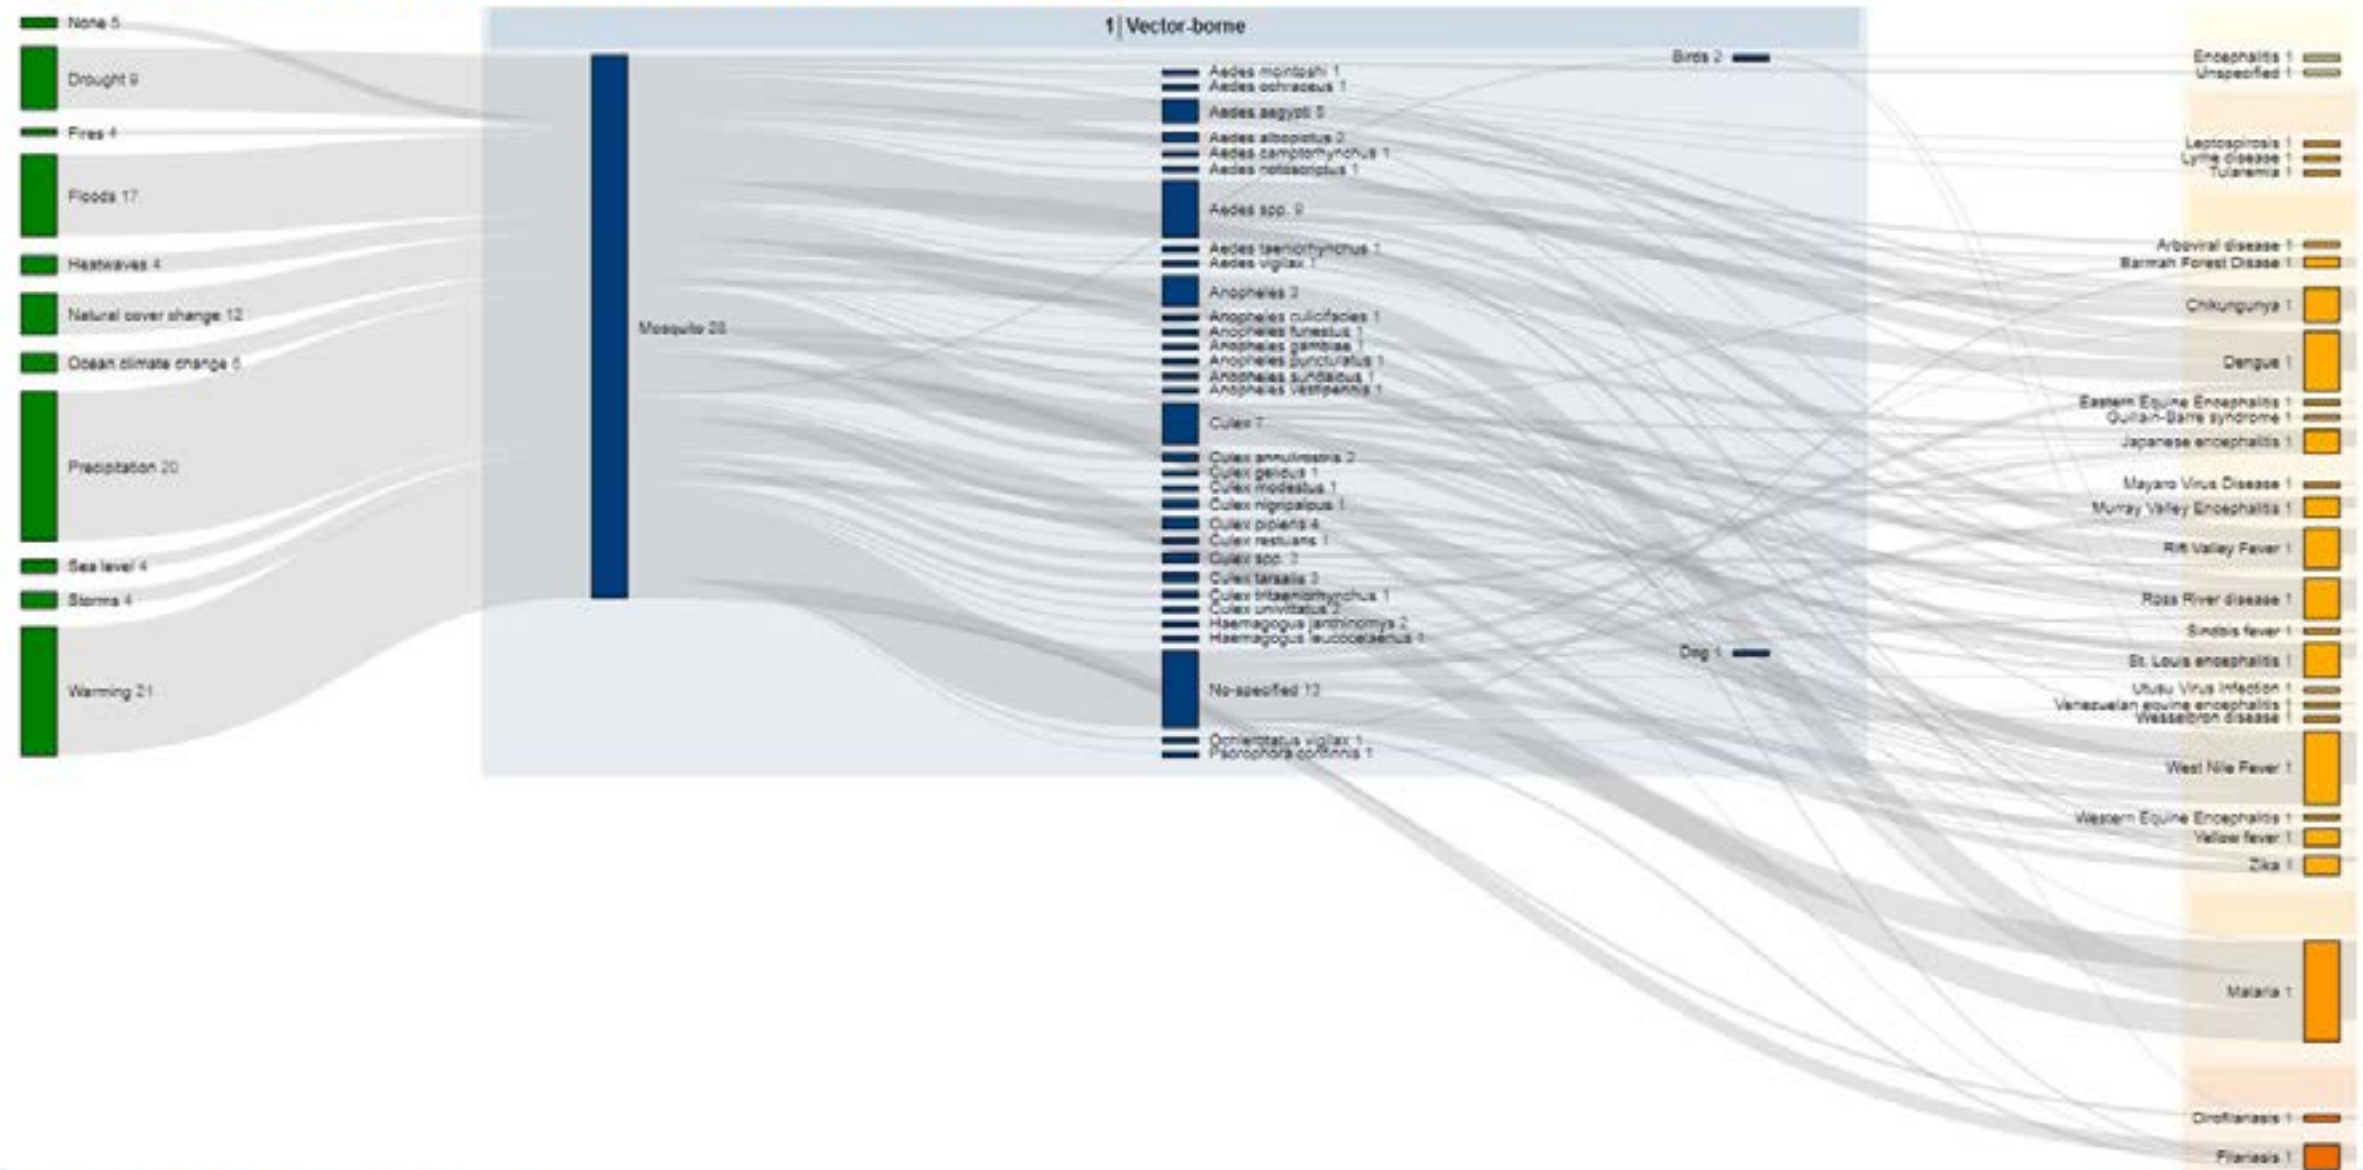 1| Vector-borne
None 5
Drought 9
Fires 4
Floods 17
Heatwaves 4
Natural cover change 12
Ocean climate change 6
Precipitation 20
Sea level 4
Storms 4
Warming 21
Mosquito 28
Aedes mcintoshi 1
Aedes ochraceus 1
Aedes aegypti 5
Aedes albopictus 2
Aedes camptorhynchus 1
Aedes notoscriptus 1
Aedes spp. 9
Aedes taeniorhynchus 1
Aedes vigilax 1
Anopheles 3
Anopheles culicifacies 1
Anopheles funestus 1
Anopheles gambiae 1
Anopheles punctulatus 1
Anopheles sundaicus 1
Anopheles 1
Culex 7
Culex annulirostris 2
Culex gelidus 1
Culex modestus 1
Culex nigripalpus 1
Culex pipiens 4
Culex restuans 1
Culex spp. 3
Culex tarsalis 3
Culex tritaeniorhynchus 1
Culex univittatus 2
Haemagogus janthinomys 2
Haemagogus leucocelaenus 1
No-specified 13
Ochlerotatus vigilax 1
Psorophora 1
Birds 2
Dog 1
Encephalitis 1
Unspecified 1
Leptospirosis 1
Lyme disease 1
Tularemia 1
Arboviral disease 1
Barmah Forest Disase 1
Chikungunya 1
Dengue 1
Eastern Equine Encephalitis 1
Guillain-Barre syndrome 1
Japanese encephalitis 1
Mayaro Virus Disease 1
Murray Valley Encephalitis 1
Rift Valley Fever 1
Ross River disease 1
Sindbis fever 1
St. Louis encephalitis 1
Virus Infection 1
Venezuelan equine encephalitis 1
disease 1
West Nile Fever 1
Western Equine Encephalitis 1
Yellow fever 1
Zika 1
Malaria 1
Dirofilariasis 1
Filariasis 1